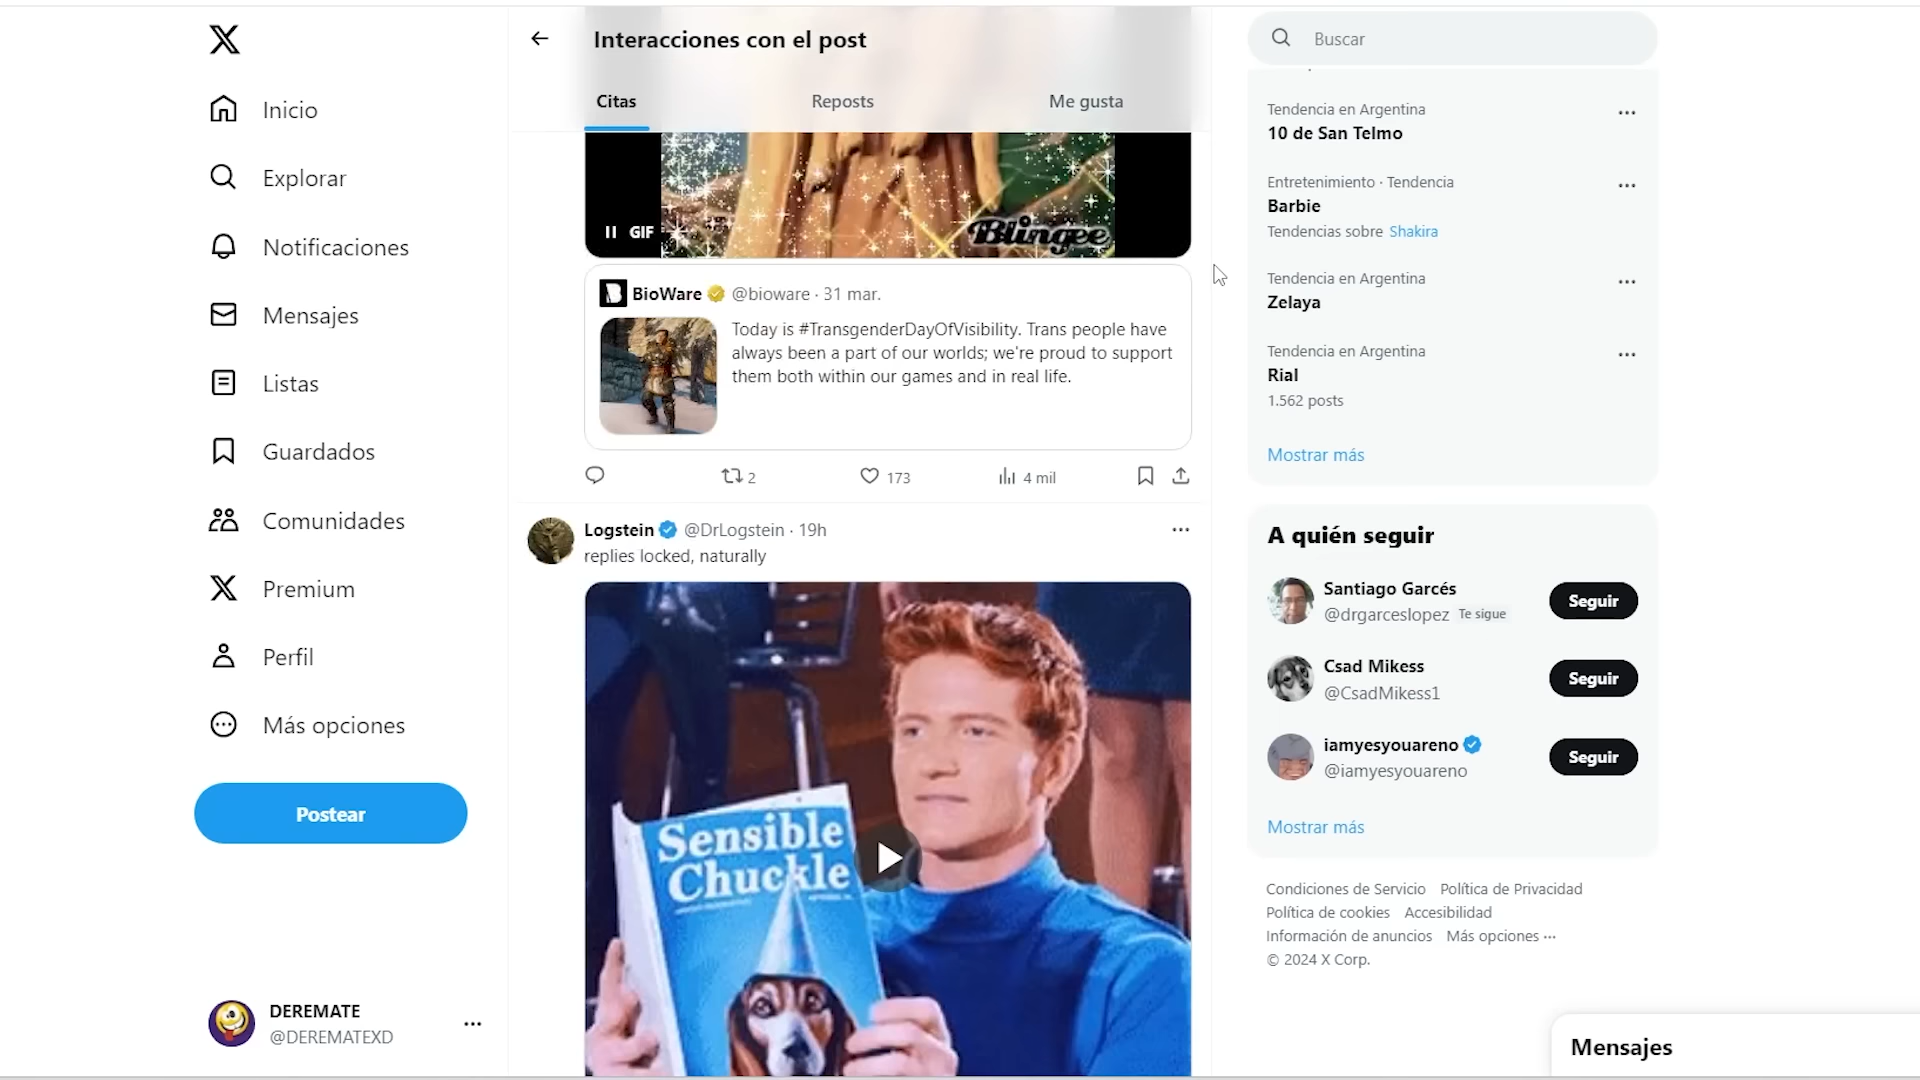 Inicio
Explorar
Notificaciones
Mensajes
Listas
Guardados
Comunidades
Premium
Perfil
Más opciones
Postear
DEREMATE
@DEREMATEXD
Interacciones con el post
Citas
Reposts
Me gusta
GIF
Blingee
BioWare @bioware · 31 mar.
Today is #TransgenderDayOfVisibility. Trans people have
always been a part of our worlds; we're proud to support
them both within our games and in real life.
2
173
4 mil
Logstein @DrLogstein · 19h
replies locked, naturally
Sensible
Chuckle
Buscar
Tendencia en Argentina
10 de San Telmo
Entretenimiento · Tendencia
Barbie
Tendencias sobre Shakira
Tendencia en Argentina
Zelaya
Tendencia en Argentina
Rial
1.562 posts
Mostrar más
A quién seguir
Santiago Garcés
@drgarceslopez Te sigue
Seguir
Csad Mikess
@CsadMikess1
Seguir
iamyesyouareno
@iamyesyouareno
Seguir
Mostrar más
Condiciones de Servicio Política de Privacidad
Política de cookies Accesibilidad
Información de anuncios Más opciones ···
© 2024 X Corp.
Mensajes